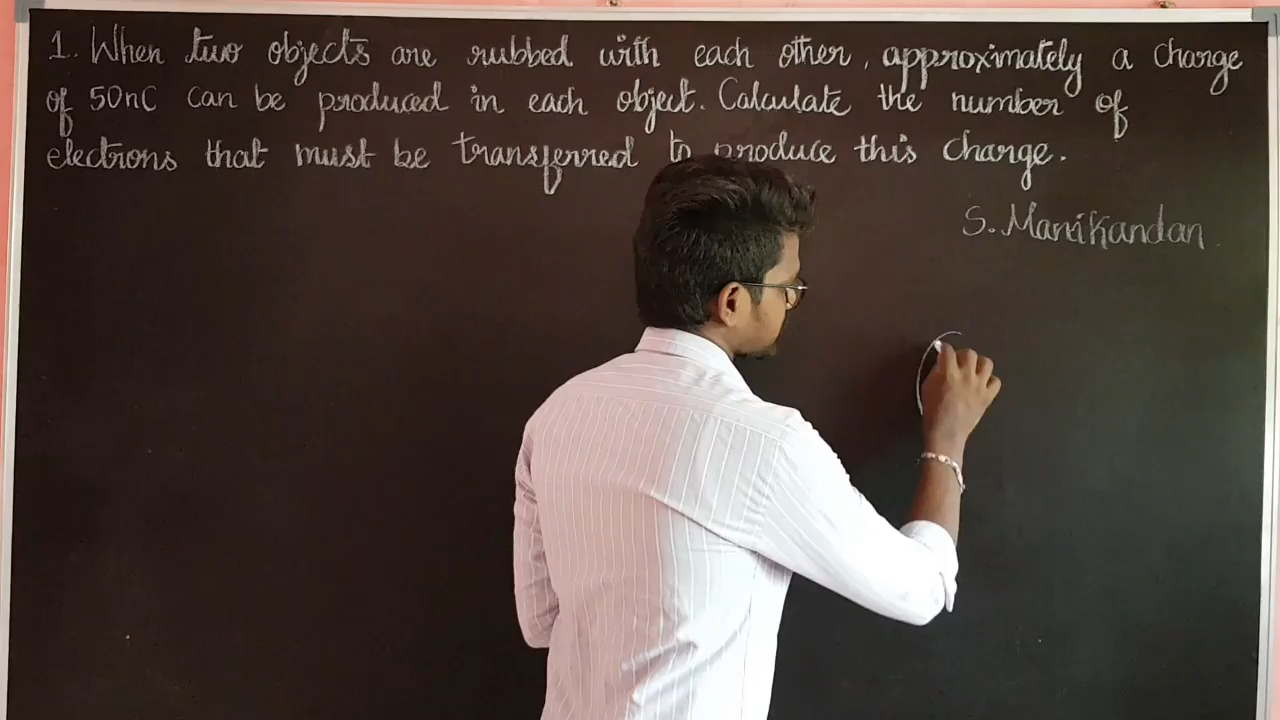 1. When two objects are rubbed with each other, approximately a charge
of 50nC can be produced in each object. Calculate the number of
electrons that must be transferred to produce this charge.
S. Manikandan